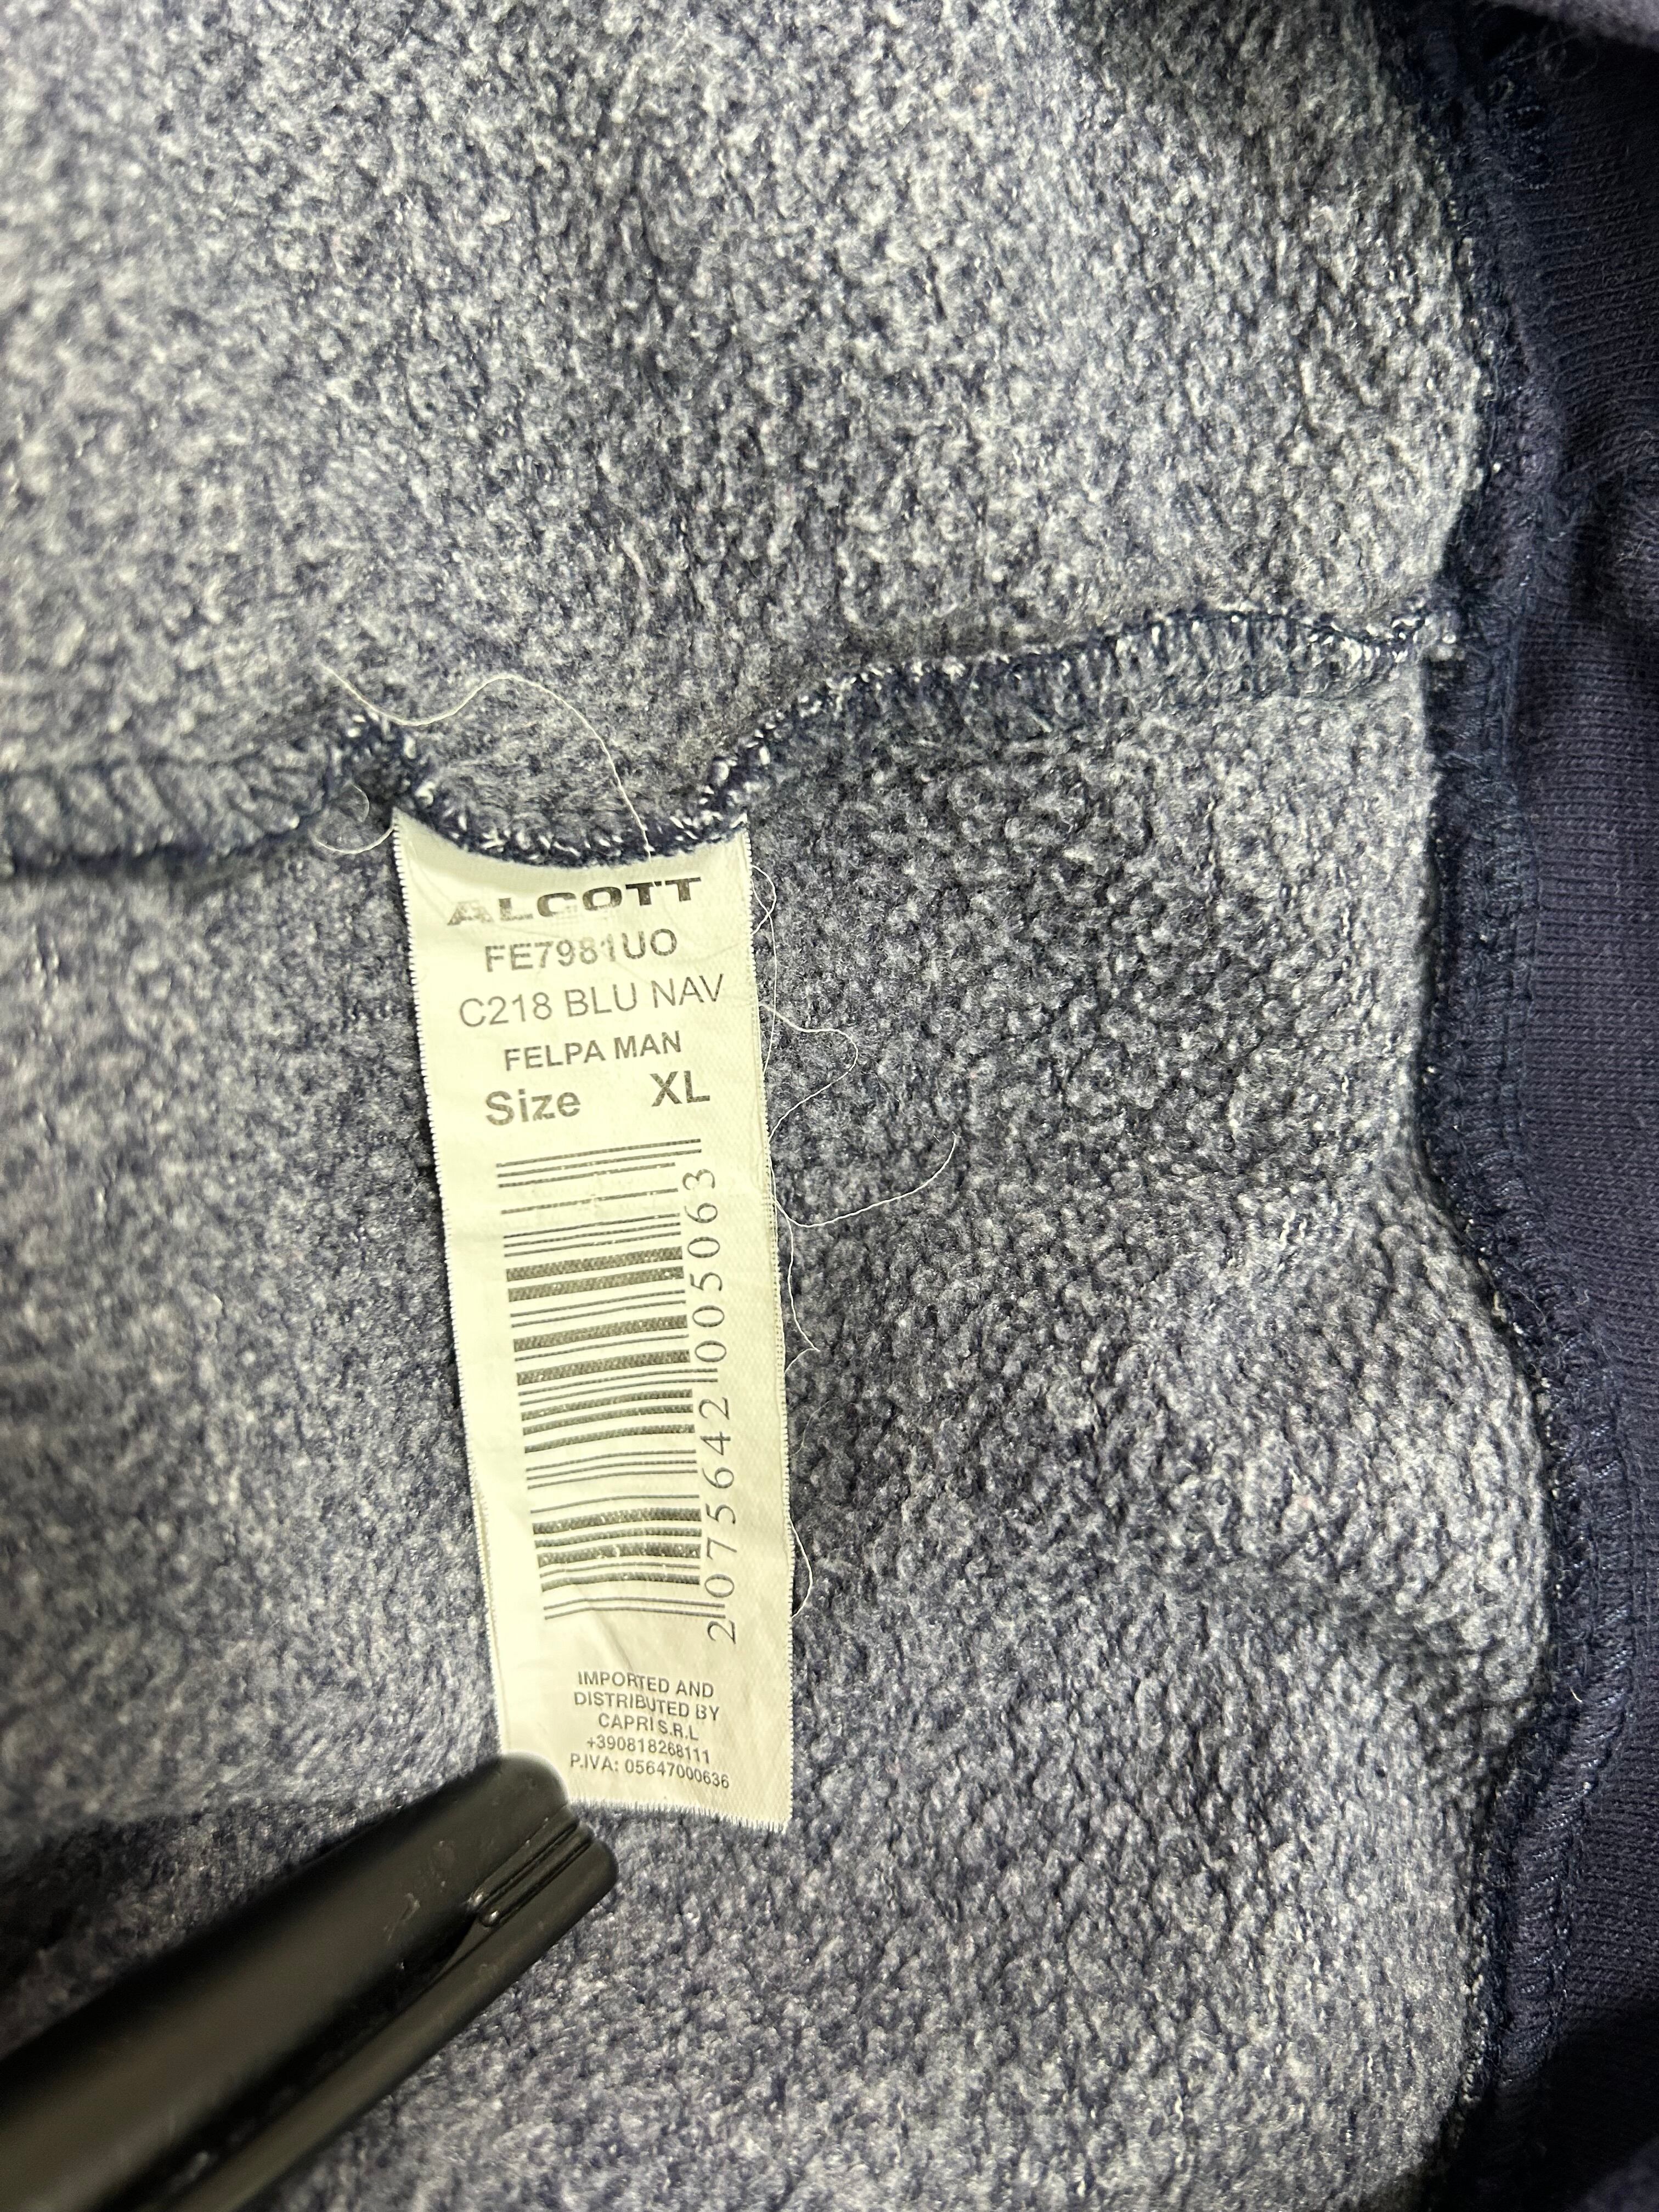 ALCOTT
FE7981UO
C218 BLU NAV
FELPA MAN
Size XL
2075642005063
IMPORTED AND
DISTRIBUTED BY
CAPRI S.R.L
+390818268111
P.IVA: 05647000636